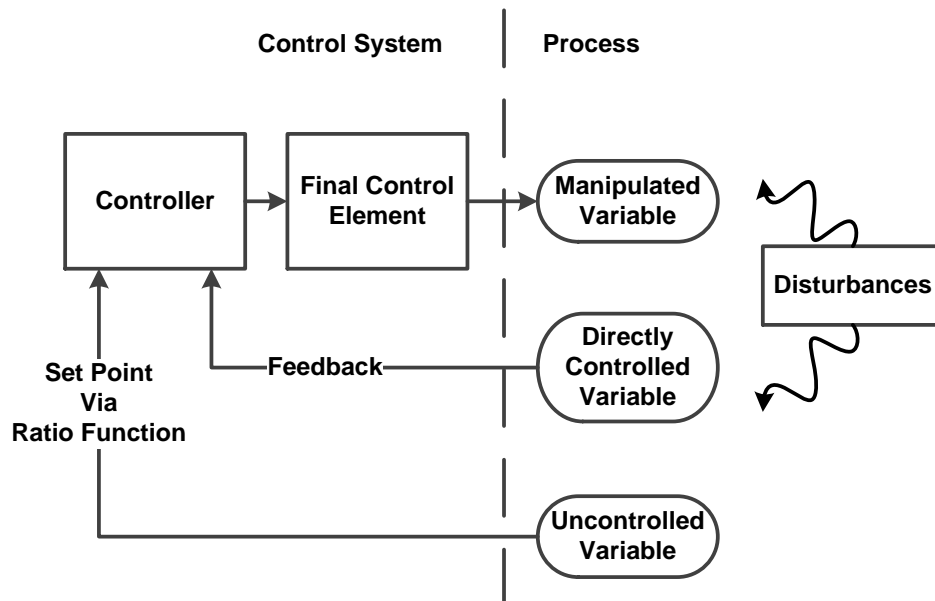 Control System
Process
Controller
Final Control
Element
Manipulated
Variable
Disturbances
Directly
Controlled
Variable
Feedback
Set Point
Via
Ratio Function
Uncontrolled
Variable